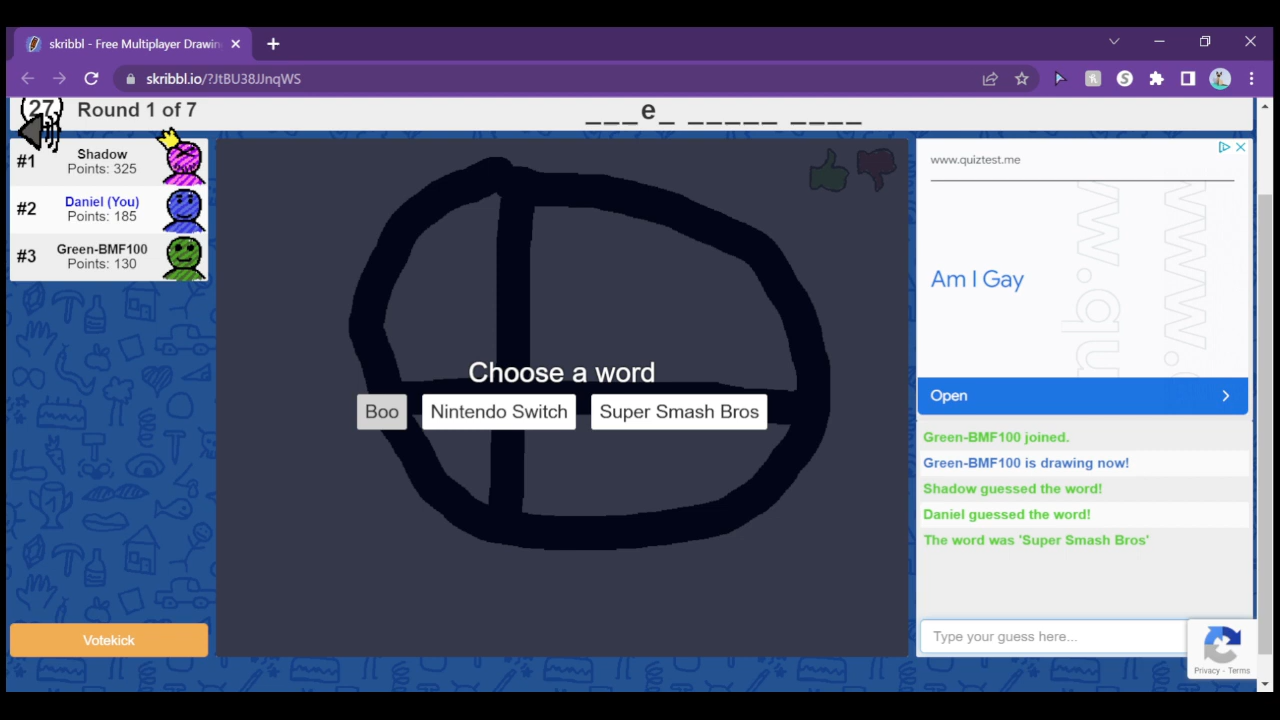 skribbl - Free Multiplayer Drawin
skribbl.io/?JtBU38JJnqWS
(27)
Round 1 of 7
___e_ _____ ____
#1
Shadow
Points: 325
#2
Daniel (You)
Points: 185
#3
Green-BMF100
Points: 130
Choose a word
Boo
Nintendo Switch
Super Smash Bros
www.quiztest.me
www.qu
www.
Am I Gay
Open
Green-BMF100 joined.
Green-BMF100 is drawing now!
Shadow guessed the word!
Daniel guessed the word!
The word was 'Super Smash Bros'
Type your guess here...
Privacy - Terms
Votekick